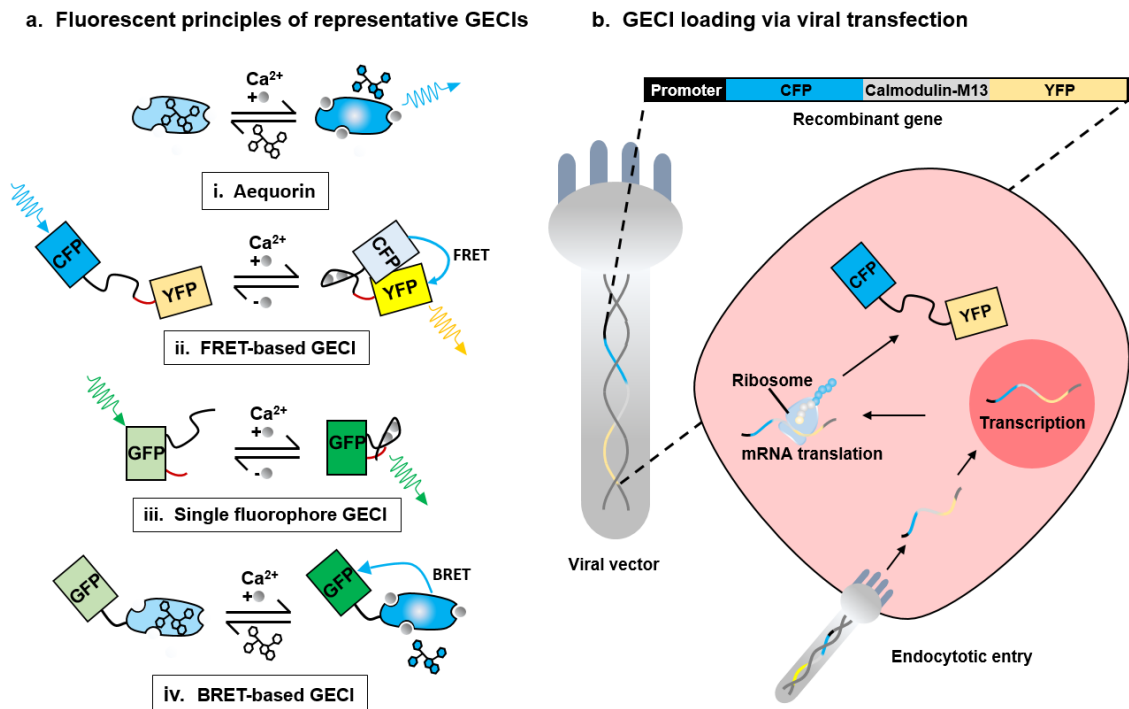 a. Fluorescent principles of representative GECIs
Ca²⁺
+
i. Aequorin
CFP
YFP
Ca²⁺
+
-
CFP
YFP
FRET
ii. FRET-based GECI
GFP
Ca²⁺
+
-
GFP
iii. Single fluorophore GECI
GFP
Ca²⁺
+
GFP
BRET
iv. BRET-based GECI
b. GECI loading via viral transfection
Promoter CFP Calmodulin-M13 YFP
Recombinant gene
CFP
YFP
Ribosome
mRNA translation
Transcription
Viral vector
Endocytotic entry